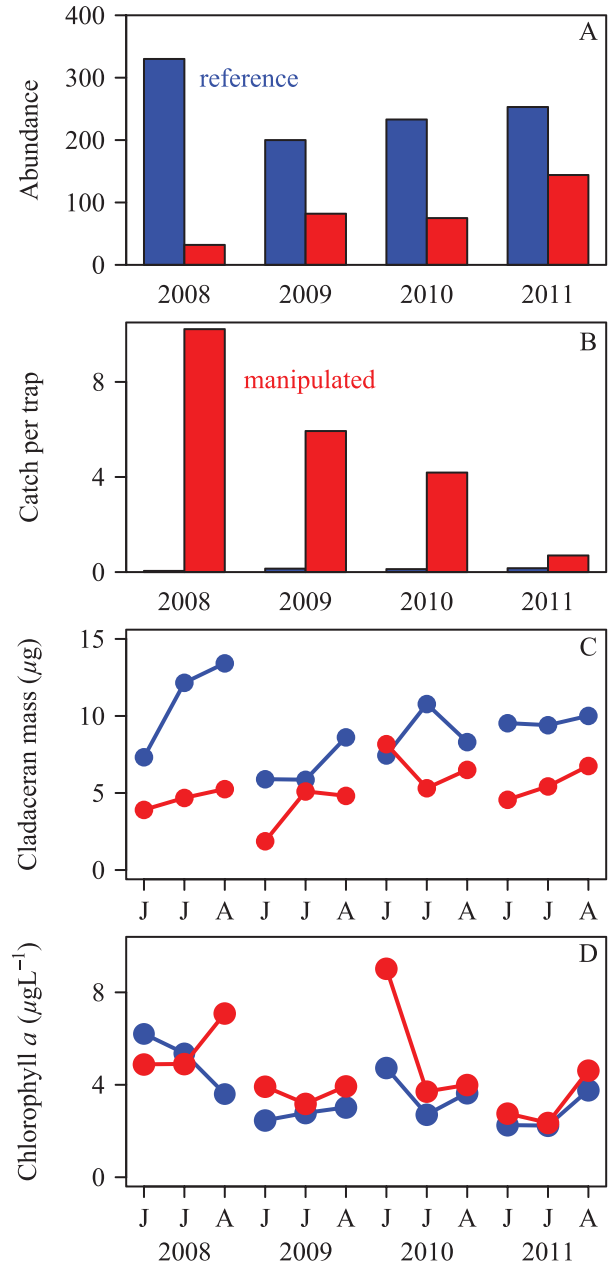 A
400
300
200
100
0
Abundance
reference
2008 2009 2010 2011
B
8
4
0
Catch per trap
manipulated
2008 2009 2010 2011
C
15
10
5
0
Cladaceran mass (μg)
J J A J J A J J A J J A
D
8
4
0
Chlorophyll a (μgL−1)
J J A J J A J J A J J A
2008 2009 2010 2011